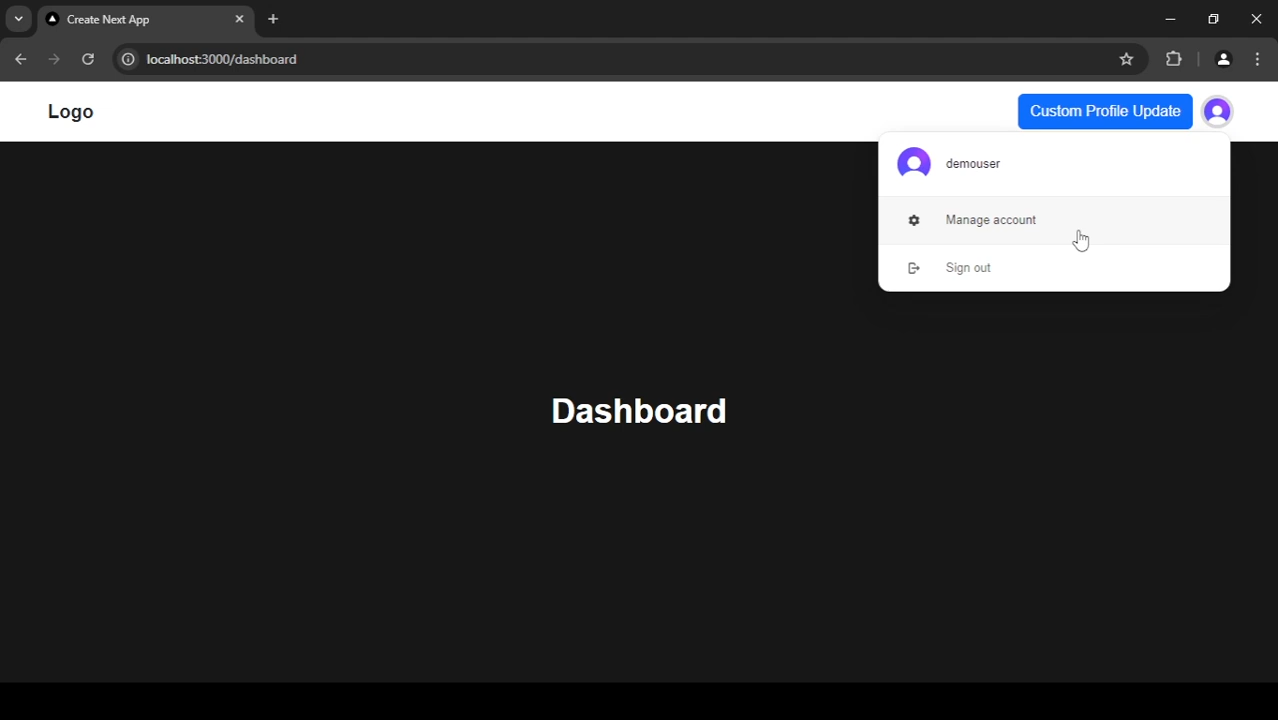 Create Next App
localhost:3000/dashboard
Logo
Custom Profile Update
demouser
Manage account
Sign out
Dashboard